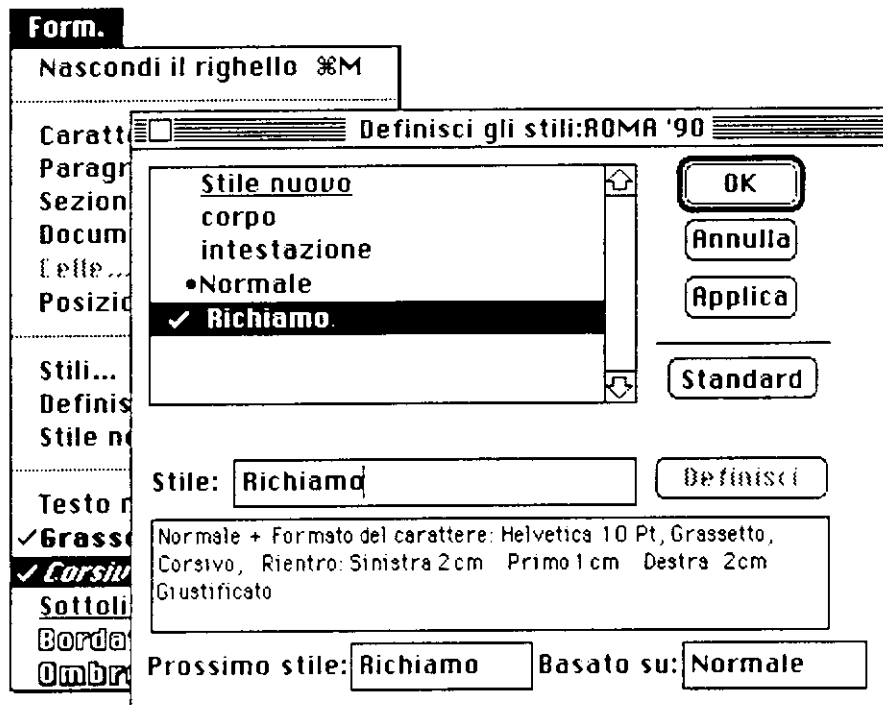 Form.
Nascondi il righello ⌘M
Caratt
Paragr
Sezion
Docum
Celle...
Posizio
Stili...
Definis
Stile n
Testo n
✓Grasse
✓ Corsiv
Sottoli
Borda
Ombr
Definisci gli stili:ROMA '90
Stile nuovo
corpo
intestazione
•Normale
✓ Richiamo
OK
Annulla
Applica
Standard
Stile: Richiamo
Definisci
Normale + Formato del carattere: Helvetica 10 Pt, Grassetto,
Corsivo, Rientro: Sinistra 2cm Primo 1cm Destra 2cm
Giustificato
Prossimo stile: Richiamo Basato su: Normale